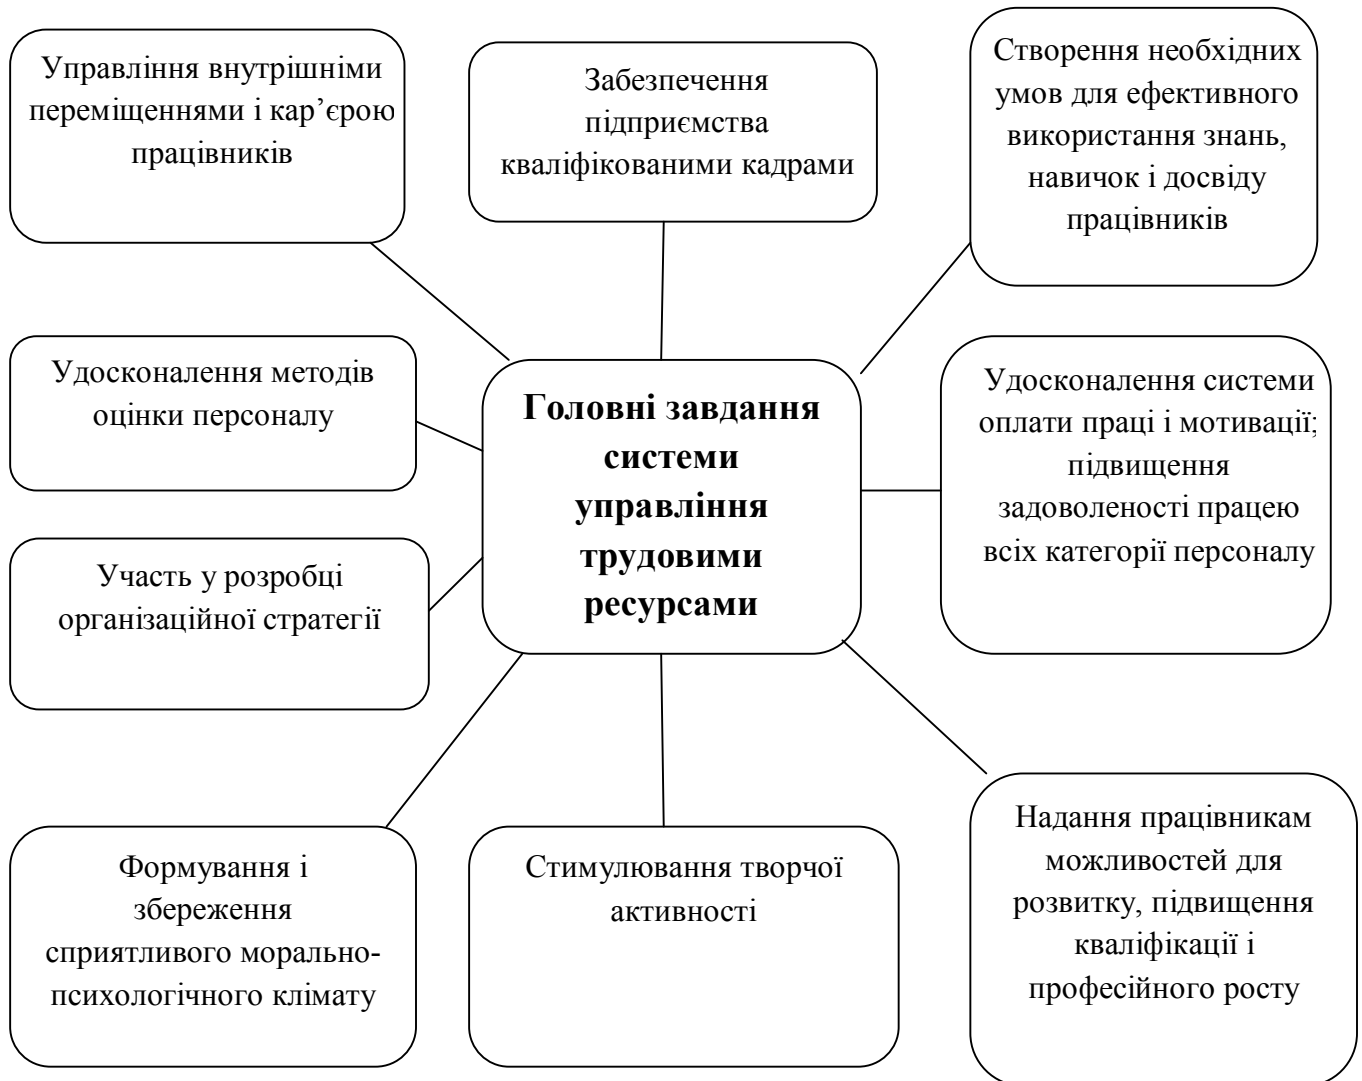 Управління внутрішніми
переміщеннями і кар’єрою
працівників
Забезпечення
підприємства
кваліфікованими кадрами
Створення необхідних
умов для ефективного
використання знань,
навичок і досвіду
працівників
Удосконалення методів
оцінки персоналу
Головні завдання
системи
управління
трудовими
ресурсами
Удосконалення системи
оплати праці і мотивації;
підвищення
задоволеності працею
всіх категорії персоналу
Участь у розробці
організаційної стратегії
Формування і
збереження
сприятливого морально-
психологічного клімату
Стимулювання творчої
активності
Надання працівникам
можливостей для
розвитку, підвищення
кваліфікації і
професійного росту